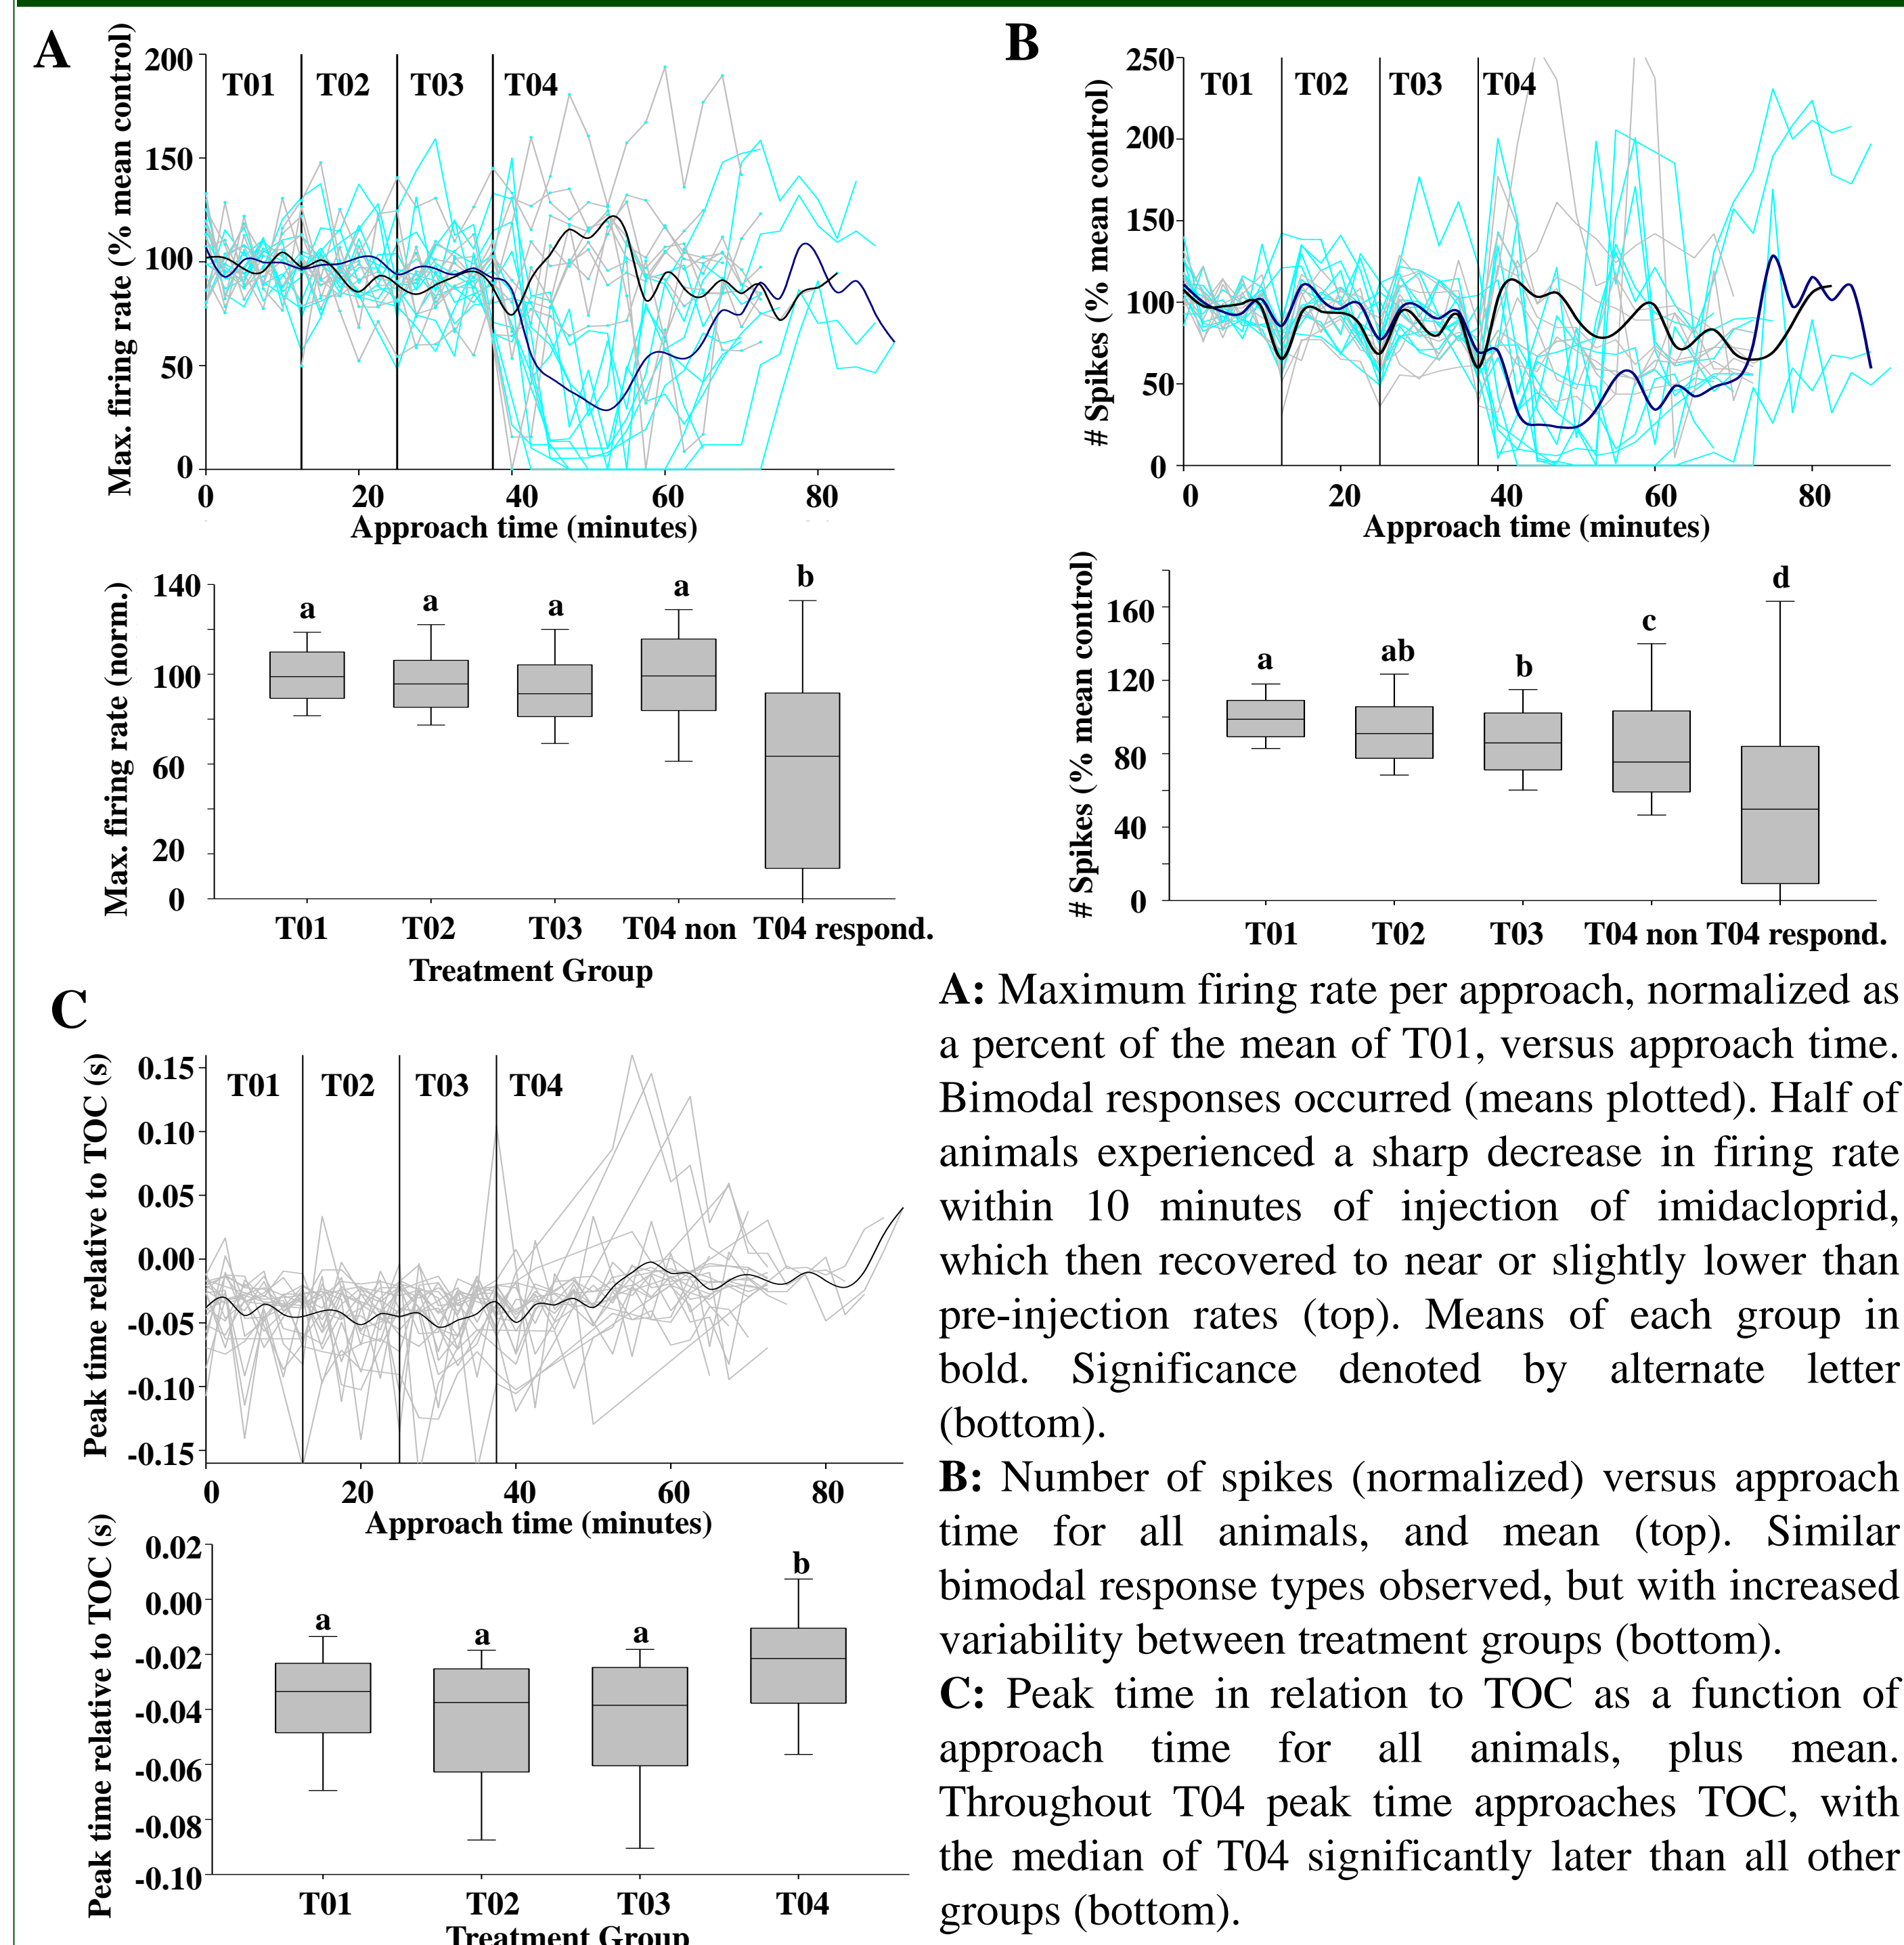 A
Max. firing rate (% mean control)
200
150
100
50
0
T01 T02 T03 T04
0 20 40 60 80
Approach time (minutes)
B
# Spikes (% mean control)
250
200
150
100
50
0
T01 T02 T03 T04
0 20 40 60 80
Approach time (minutes)
Max. firing rate (norm.)
140
100
60
20
0
a a a a b
T01 T02 T03 T04 non T04 respond.
Treatment Group
# Spikes (% mean control)
160
120
80
40
0
a ab b c d
T01 T02 T03 T04 non T04 respond.
C
Peak time relative to TOC (s)
0.15
0.10
0.05
0.00
-0.05
-0.10
-0.15
T01 T02 T03 T04
0 20 40 60 80
Approach time (minutes)
Peak time relative to TOC (s)
0.02
0.00
-0.02
-0.04
-0.06
-0.08
-0.10
a a a b
T01 T02 T03 T04
Treatment Group
A: Maximum firing rate per approach, normalized as
a percent of the mean of T01, versus approach time.
Bimodal responses occurred (means plotted). Half of
animals experienced a sharp decrease in firing rate
within 10 minutes of injection of imidacloprid,
which then recovered to near or slightly lower than
pre-injection rates (top). Means of each group in
bold. Significance denoted by alternate letter
(bottom).
B: Number of spikes (normalized) versus approach
time for all animals, and mean (top). Similar
bimodal response types observed, but with increased
variability between treatment groups (bottom).
C: Peak time in relation to TOC as a function of
approach time for all animals, plus mean.
Throughout T04 peak time approaches TOC, with
the median of T04 significantly later than all other
groups (bottom).